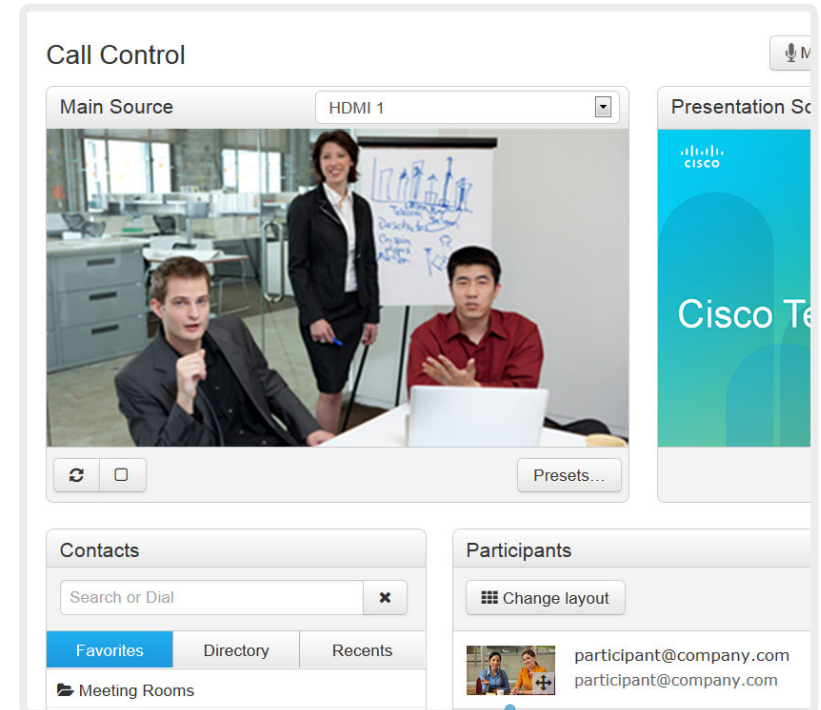 Call Control
M
Main Source
HDMI 1
Presentation So
CISCO
Cisco Te
Presets...
Contacts
Search or Dial
Favorites
Directory
Recents
Meeting Rooms
Participants
Change layout
participant@company.com
participant@company.com